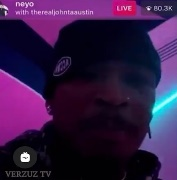 neyo
LIVE
80.3K
with therealjohntaaustin
VERZUZ TV